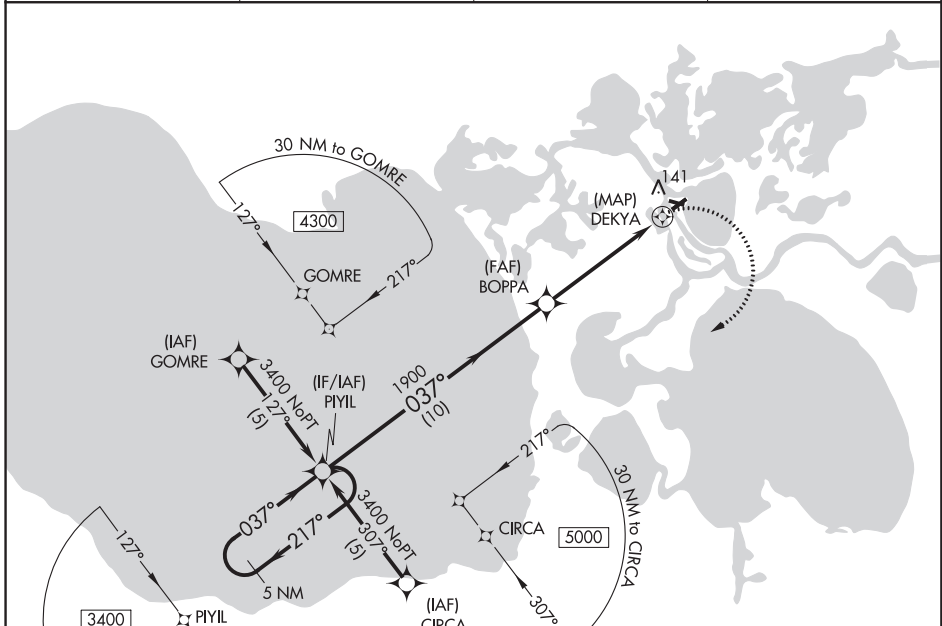 30 NM to GOMRE
4300
127°
GOMRE
217°
141
(MAP)
DEKYA
(FAF)
BOPPA
(IAF)
GOMRE
3400 NoPT
127°
(5)
(IF/IAF)
PIYIL
1900
037°
(10)
217°
30 NM to CIRCA
CIRCA
5000
307°
037°
217°
3400 NoPT
307°
(5)
5 NM
(IAF)
CIRCA
127°
3400
PIYIL